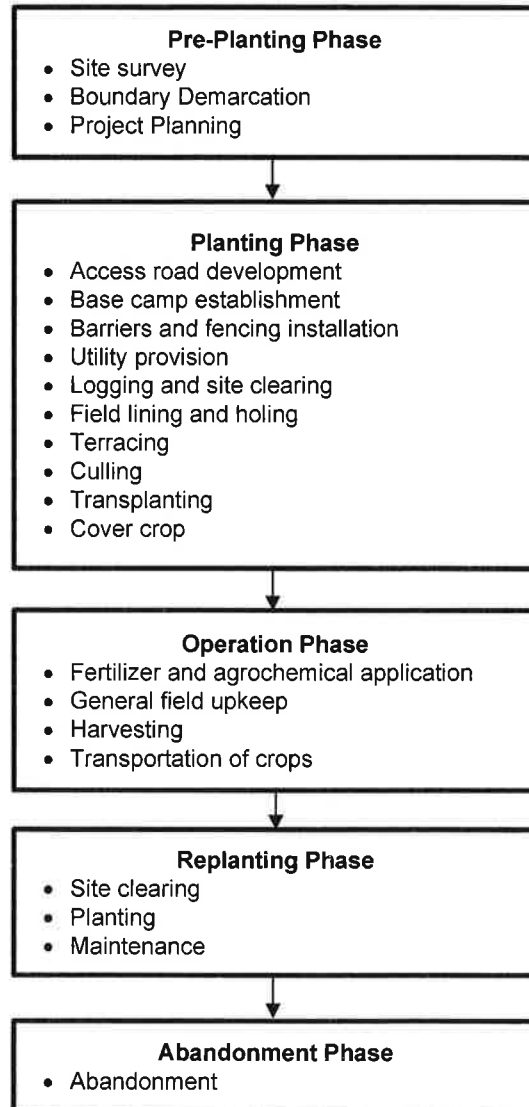 Pre-Planting Phase
• Site survey
• Boundary Demarcation
• Project Planning
Planting Phase
• Access road development
• Base camp establishment
• Barriers and fencing installation
• Utility provision
• Logging and site clearing
• Field lining and holing
• Terracing
• Culling
• Transplanting
• Cover crop
Operation Phase
• Fertilizer and agrochemical application
• General field upkeep
• Harvesting
• Transportation of crops
Replanting Phase
• Site clearing
• Planting
• Maintenance
Abandonment Phase
• Abandonment